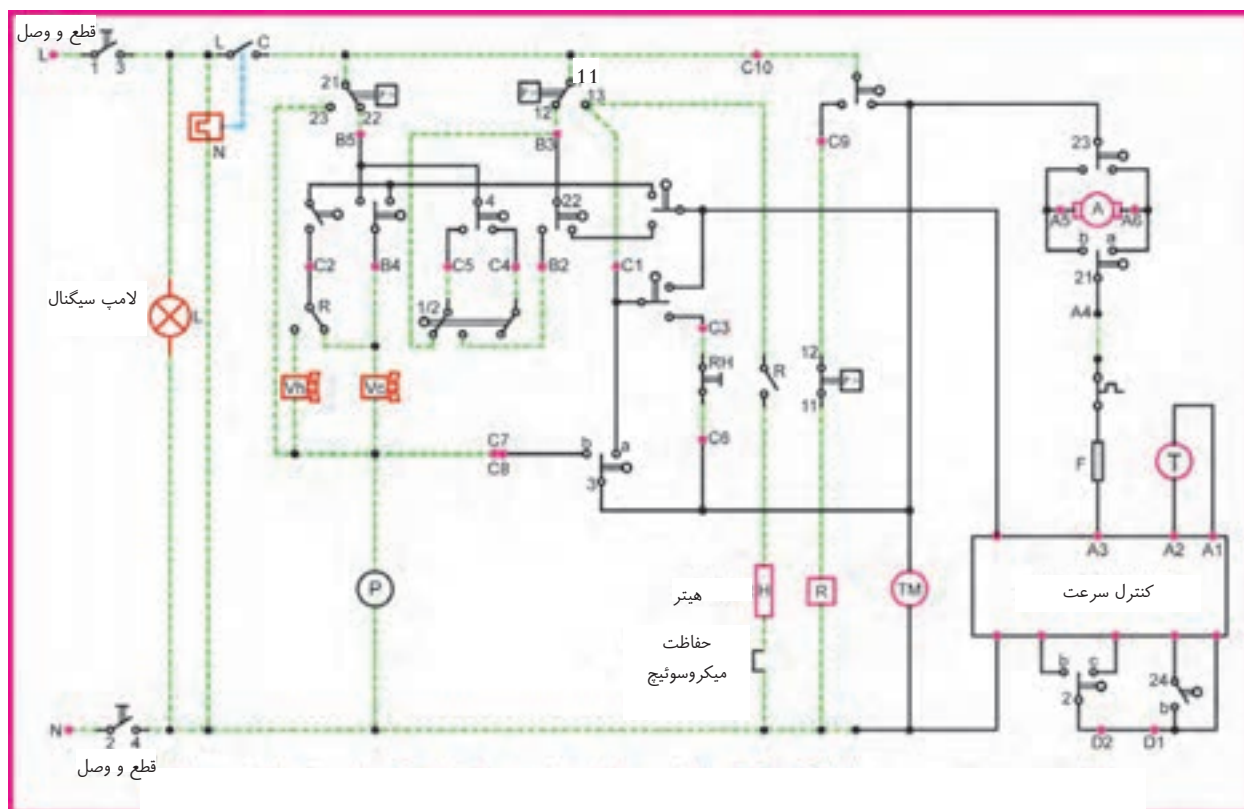 قطع و وصل
L
1 3
L C
21
11
C10
23
22
12
13
N
B5
B3
C9
23
4
22
A5
A
A6
b a
C2
B4
C5
C4
B2
C1
21
لامپ سیگنال
L
R
1/2
C3
A4
RH
R
12
Vh
Vc
11
C7
C8
a
C6
3
F
T
A3
A2
A1
P
هیتر
H
R
TM
کنترل سرعت
حفاظت
میکروسوئیچ
24
2
b
N
2 4
D2
D1
قطع و وصل